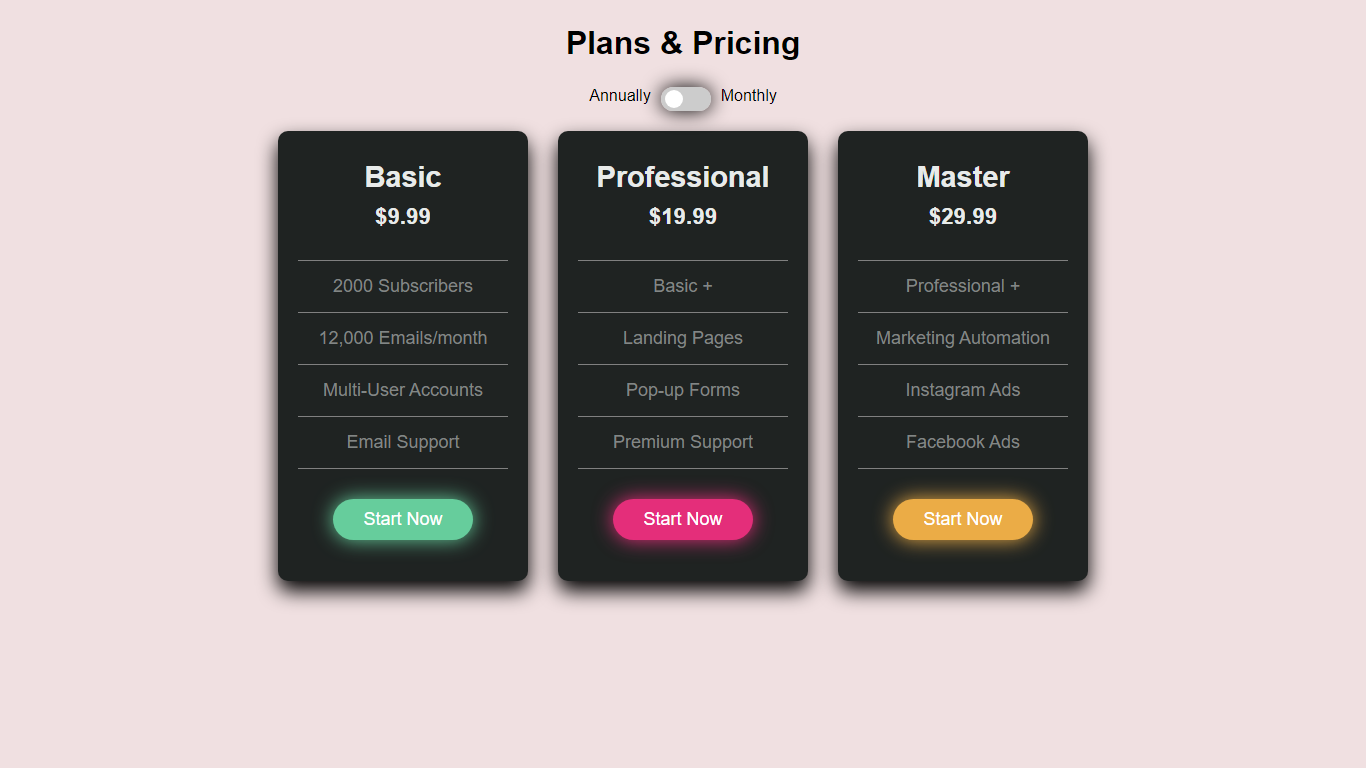 Plans & Pricing
Annually Monthly
Basic
$9.99
2000 Subscribers
12,000 Emails/month
Multi-User Accounts
Email Support
Start Now
Professional
$19.99
Basic +
Landing Pages
Pop-up Forms
Premium Support
Start Now
Master
$29.99
Professional +
Marketing Automation
Instagram Ads
Facebook Ads
Start Now